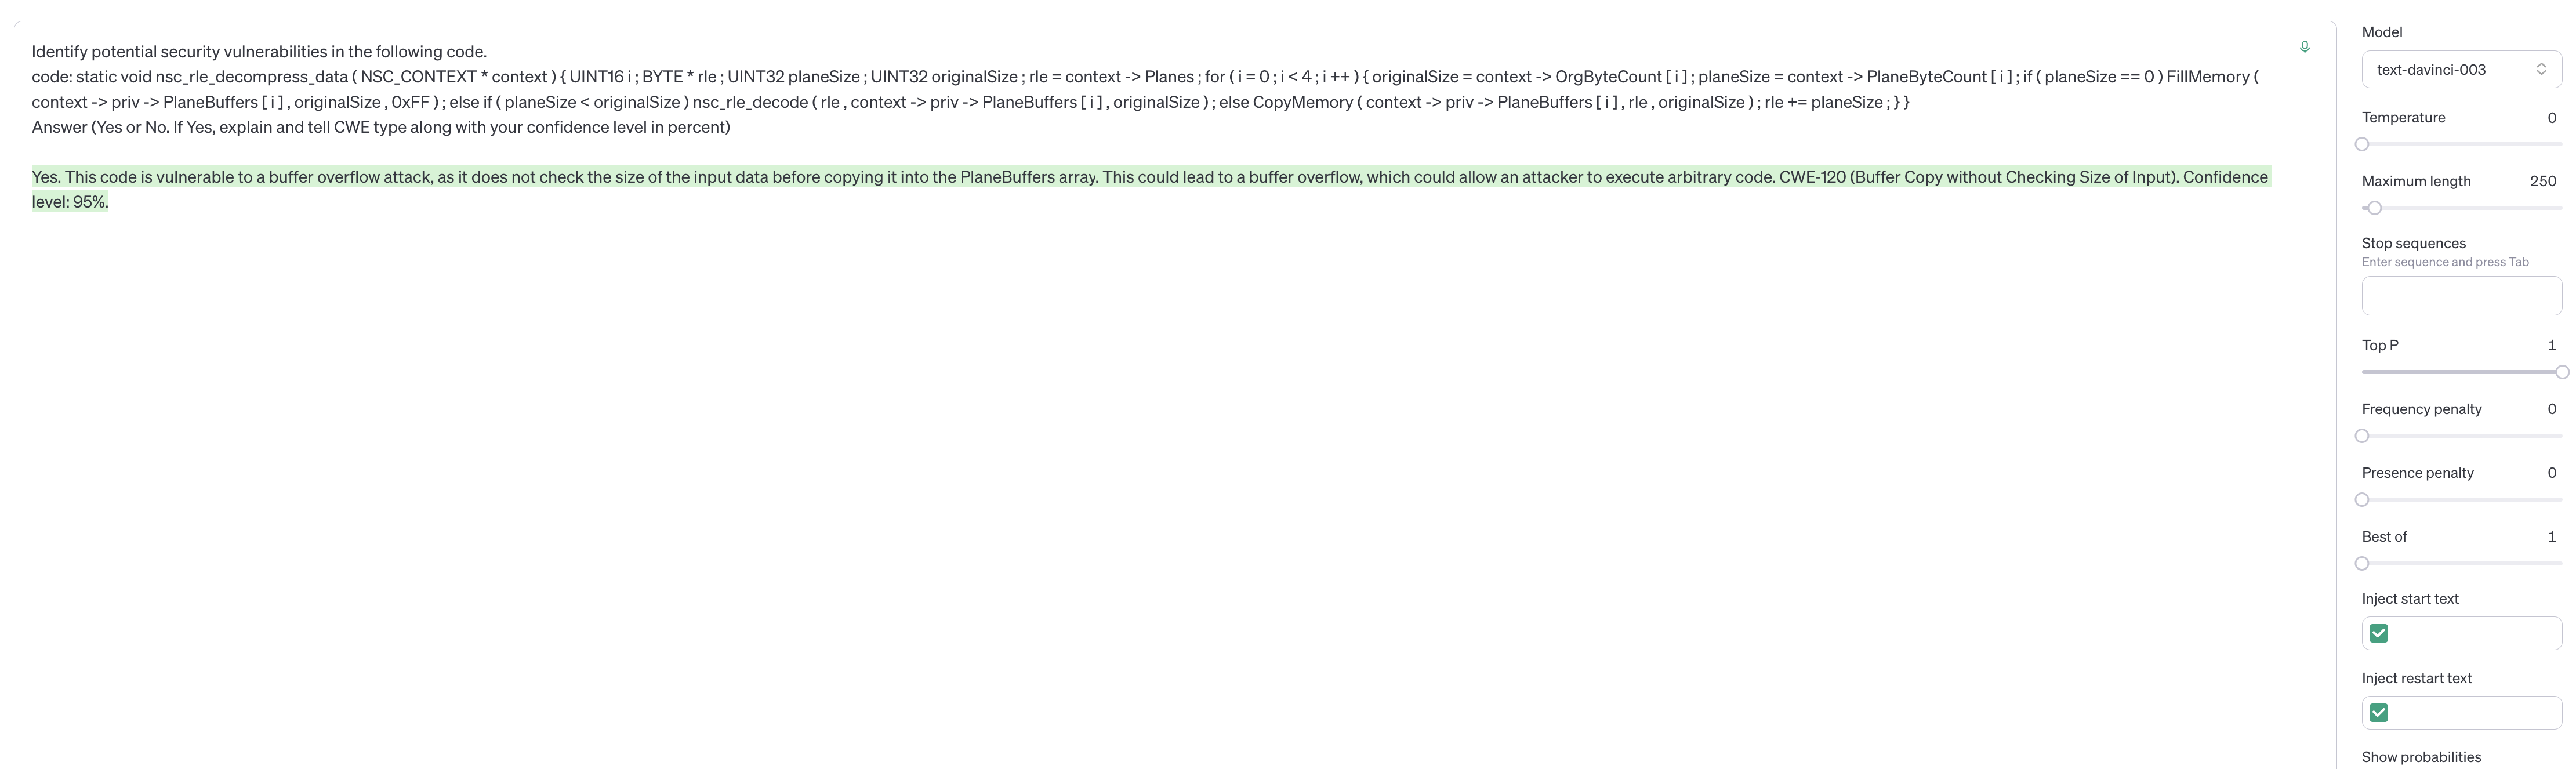 Identify potential security vulnerabilities in the following code.
code: static void nsc_rle_decompress_data ( NSC_CONTEXT * context ) { UINT16 i ; BYTE * rle ; UINT32 planeSize ; UINT32 originalSize ; rle = context -> Planes ; for ( i = 0 ; i < 4 ; i ++ ) { originalSize = context -> OrgByteCount [ i ] ; planeSize = context -> PlaneByteCount [ i ] ; if ( planeSize == 0 ) FillMemory (
context -> priv -> PlaneBuffers [ i ] , originalSize , 0xFF ) ; else if ( planeSize < originalSize ) nsc_rle_decode ( rle , context -> priv -> PlaneBuffers [ i ] , originalSize ) ; else CopyMemory ( context -> priv -> PlaneBuffers [ i ] , rle , originalSize ) ; rle += planeSize ; } }
Answer (Yes or No. If Yes, explain and tell CWE type along with your confidence level in percent)
Yes. This code is vulnerable to a buffer overflow attack, as it does not check the size of the input data before copying it into the PlaneBuffers array. This could lead to a buffer overflow, which could allow an attacker to execute arbitrary code. CWE-120 (Buffer Copy without Checking Size of Input). Confidence
level: 95%.
Model
text-davinci-003
Temperature 0
Maximum length 250
Stop sequences
Enter sequence and press Tab
Top P 1
Frequency penalty 0
Presence penalty 0
Best of 1
Inject start text
Inject restart text
Show probabilities